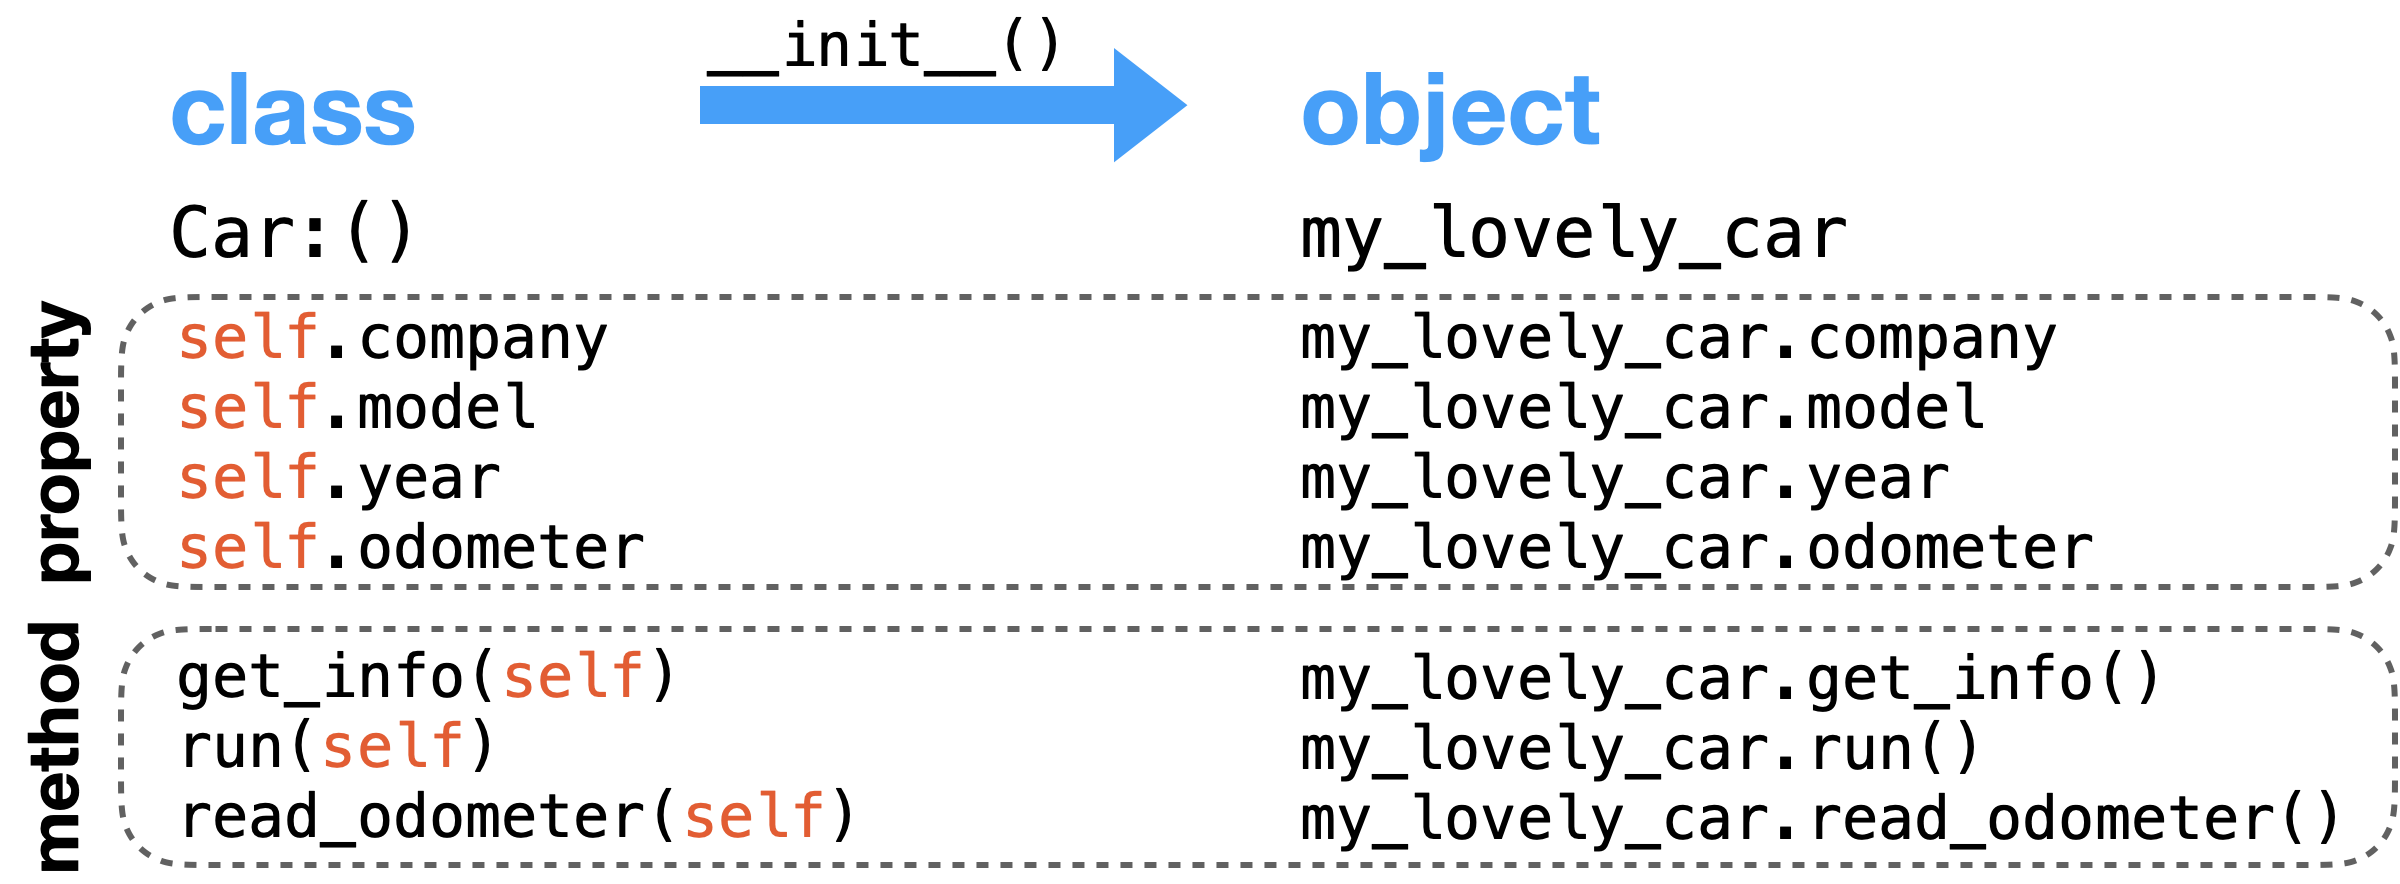 __init__()
class
object
Car:()
my_lovely_car
property
self.company
my_lovely_car.company
self.model
my_lovely_car.model
self.year
my_lovely_car.year
self.odometer
my_lovely_car.odometer
method
get_info(self)
my_lovely_car.get_info()
run(self)
my_lovely_car.run()
read_odometer(self)
my_lovely_car.read_odometer()